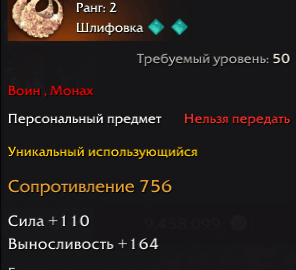 Ранг: 2
Шлифовка
Требуемый уровень: 50
Воин , Монах
Персональный предмет Нельзя передать
Уникальный использующийся
Сопротивление 756
Сила +110
Выносливость +164